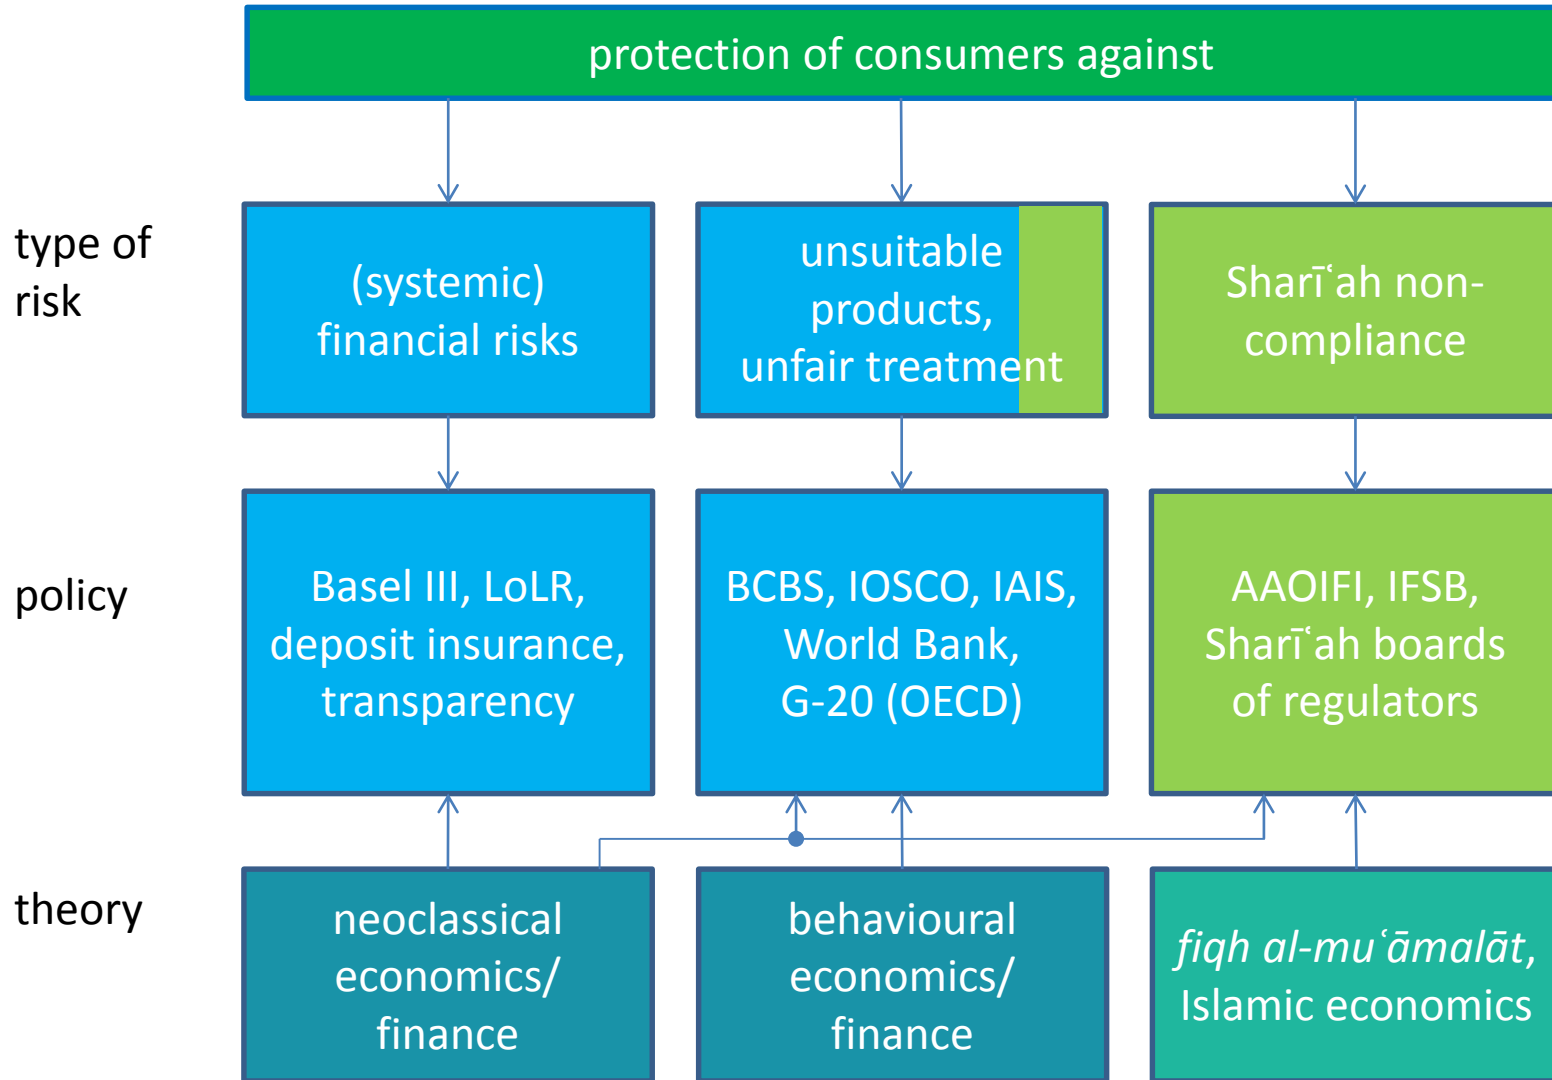 protection of consumers against
type of
risk
(systemic)
financial risks
unsuitable
products,
unfair treatment
Sharīʿah non-
compliance
policy
Basel III, LoLR,
deposit insurance,
transparency
BCBS, IOSCO, IAIS,
World Bank,
G-20 (OECD)
AAOIFI, IFSB,
Sharīʿah boards
of regulators
theory
neoclassical
economics/
finance
behavioural
economics/
finance
fiqh al-muʿāmalāt,
Islamic economics